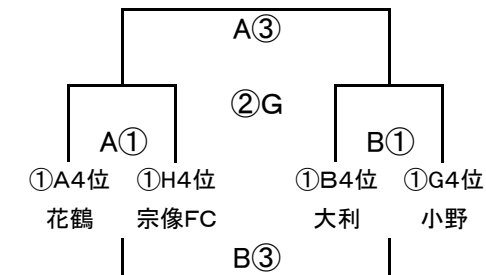 A③
②G
A① B①
①A4位 ①H4位 ①B4位 ①G4位
花鶴 宗像FC 大利 小野
B③